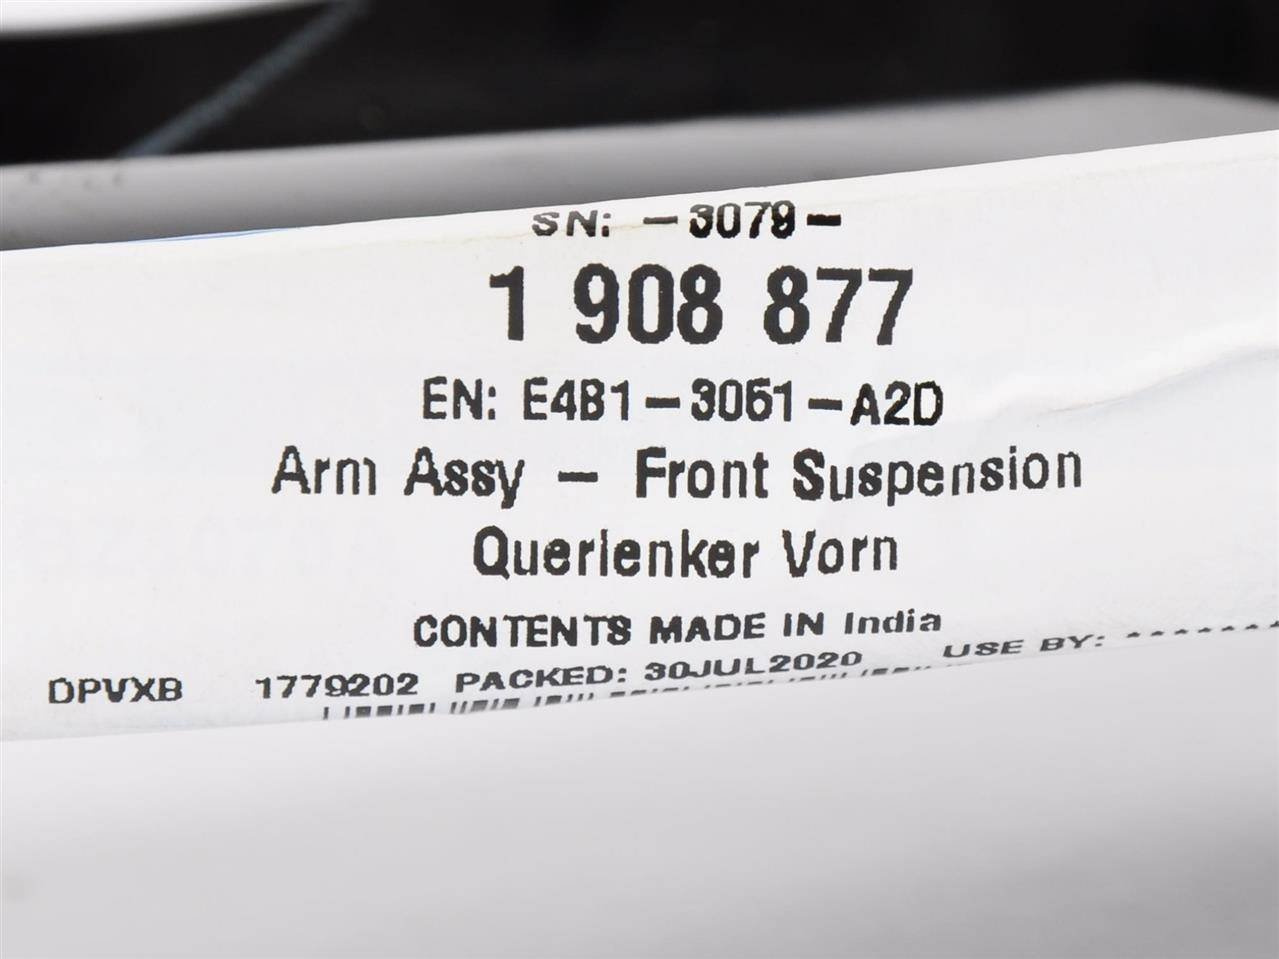 SN: -3079-
1 908 877
EN: E4B1-3051-A2D
Arm Assy - Front Suspension
Querlenker Vorn
CONTENTS MADE IN India
DPVXB 1779202 PACKED: 30JUL2020 USE BY: *******